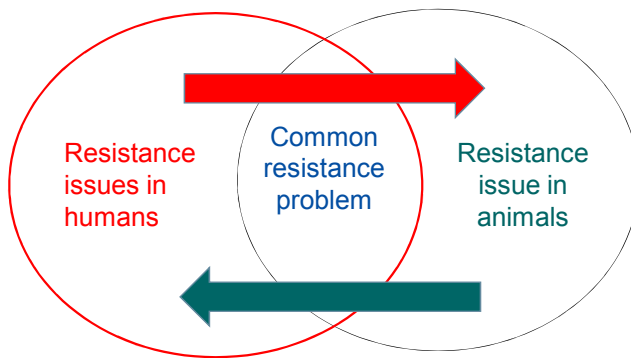 Resistance
issues in
humans
Common
resistance
problem
Resistance
issue in
animals